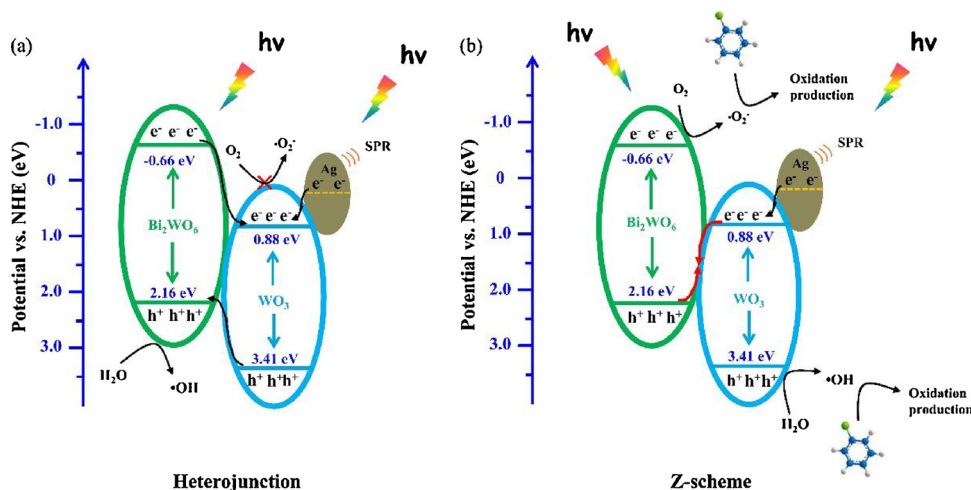 (a)
hν
hν
Potential vs. NHE (eV)
-1.0
0
1.0
2.0
3.0
e⁻ e⁻ e⁻
-0.66 eV
Bi₂WO₆
2.16 eV
h⁺ h⁺ h⁺
H₂O
•OH
O₂
·O₂⁻
SPR
Ag
e⁻ e⁻
e⁻ e⁻ e⁻
0.88 eV
WO₃
3.41 eV
h⁺ h⁺ h⁺
Heterojunction
(b)
hν
hν
Potential vs. NHE (eV)
-1.0
0
1.0
2.0
3.0
O₂
·O₂⁻
Oxidation
production
e⁻ e⁻ e⁻
-0.66 eV
Bi₂WO₆
2.16 eV
h⁺ h⁺ h⁺
SPR
Ag
e⁻ e⁻
e⁻ e⁻ e⁻
0.88 eV
WO₃
3.41 eV
h⁺ h⁺ h⁺
•OH
H₂O
Oxidation
production
Z-scheme